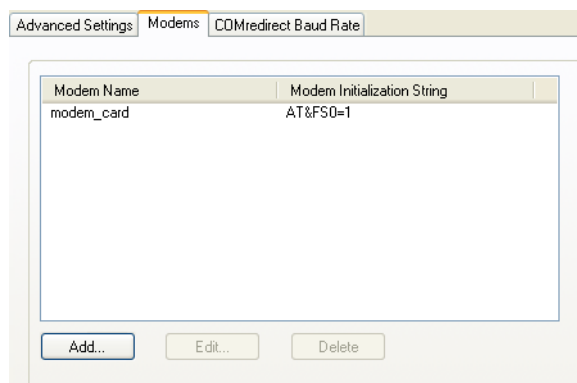 Advanced Settings Modems COMredirect Baud Rate
Modem Name Modem Initialization String
modem_card AT&FS0=1
Add... Edit... Delete